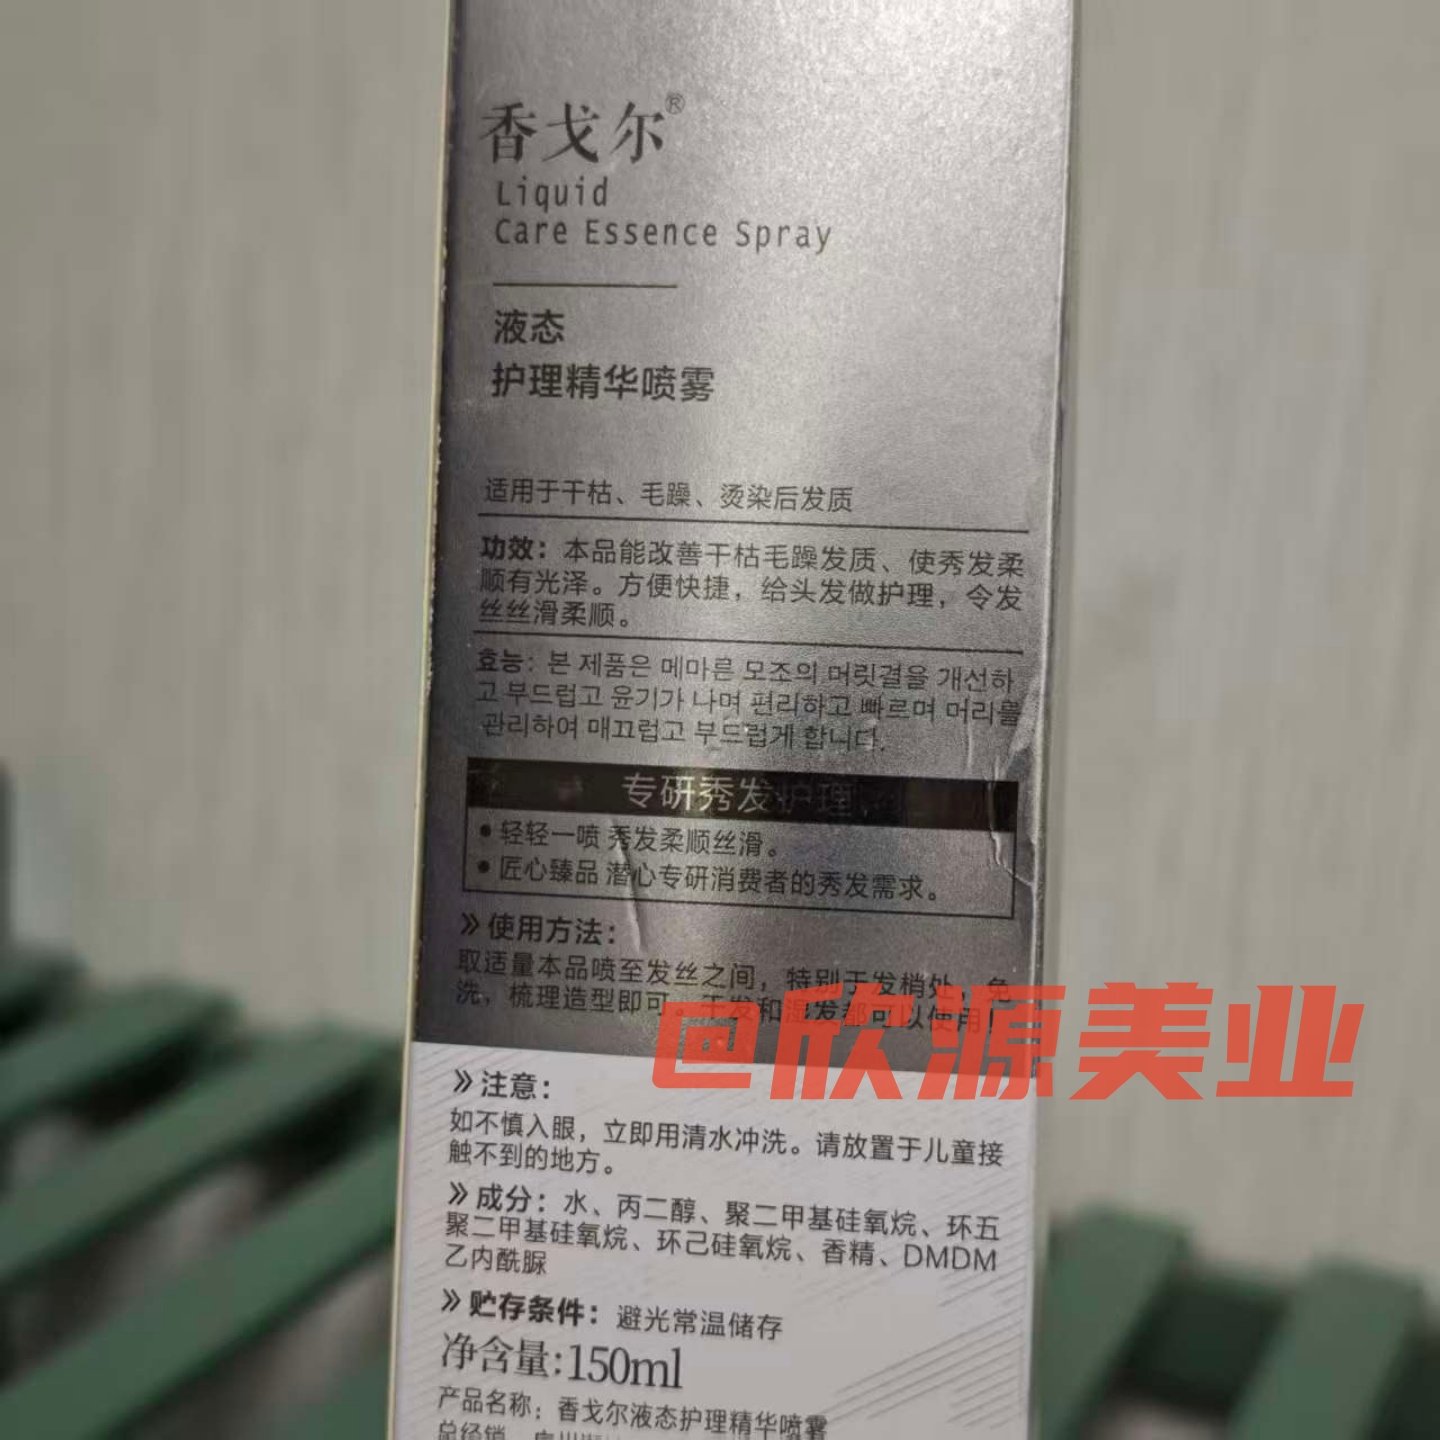 香戈尔®
Liquid
Care Essence Spray
液态
护理精华喷雾
适用于干枯、毛躁、烫染后发质
功效：本品能改善干枯毛躁发质、使秀发柔
顺有光泽。方便快捷，给头发做护理，令发
丝丝滑柔顺。
효능: 본 제품은 메마른 모조의 머릿결을 개선하
고 부드럽고 윤기가 나며 편리하고 빠르며 머리를
관리하여 매끄럽고 부드럽게 합니다.
专研秀发护理
•轻轻一喷 秀发柔顺丝滑。
•匠心臻品 潜心专研消费者的秀发需求。
»使用方法：
取适量本品喷至发丝之间，特别于发梢处，免
洗，梳理造型即可。干发和湿发都可以使用
@欣源美业
»注意：
如不慎入眼，立即用清水冲洗。请放置于儿童接
触不到的地方。
»成分：水、丙二醇、聚二甲基硅氧烷、环五
聚二甲基硅氧烷、环己硅氧烷、香精、DMDM
乙内酰脲
»贮存条件：避光常温储存
净含量：150ml
产品名称：香戈尔液态护理精华喷雾
总经销